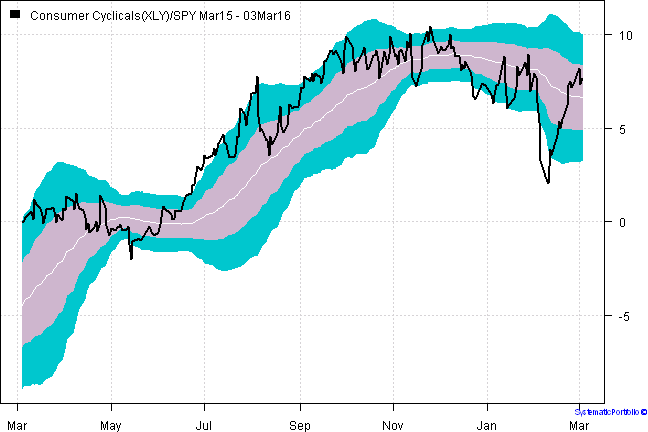 Consumer Cyclicals(XLY)/SPY Mar15 - 03Mar16
10
5
0
-5
SystematicPortfolio ©
Mar May Jul Sep Nov Jan Mar